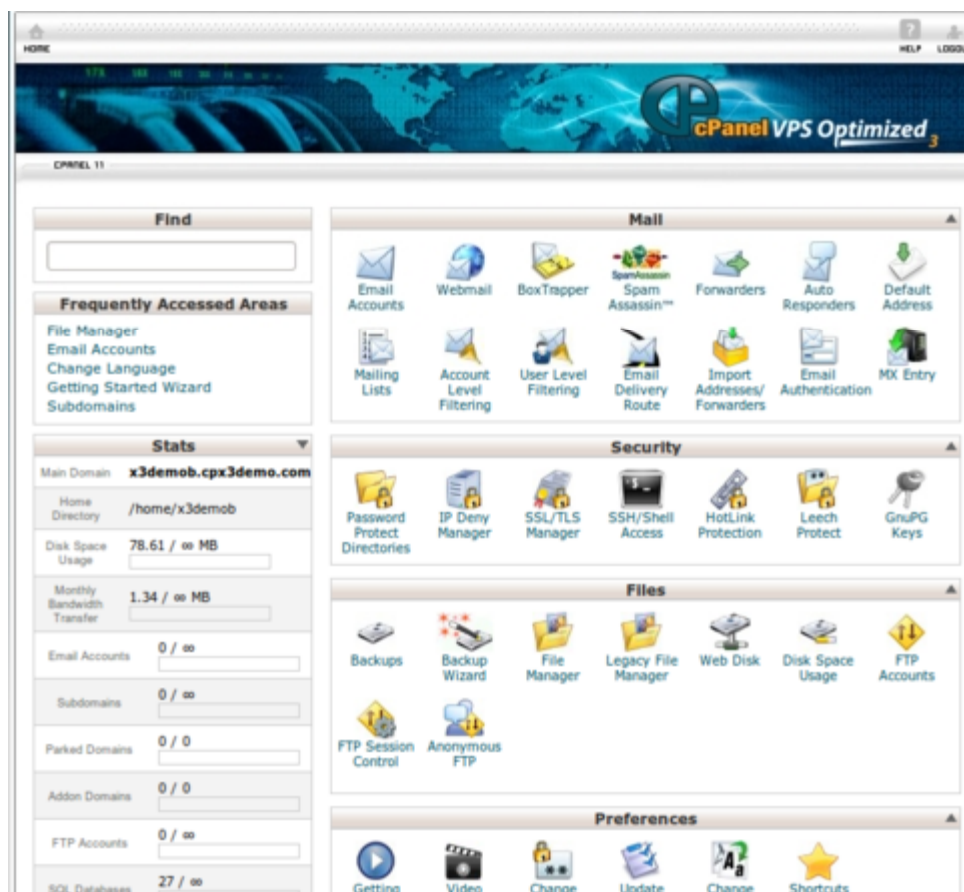 HOME
HELP
LOGOU
175
cPanel VPS Optimized 3
CPANEL 11
Find
Frequently Accessed Areas
File Manager
Email Accounts
Change Language
Getting Started Wizard
Subdomains
Stats
Main Domain x3demob.cpx3demo.com
Home
Directory
/home/x3demob
Disk Space
Usage
78.61 / ∞ MB
Monthly
Bandwidth
Transfer
1.34 / ∞ MB
Email Accounts 0 / ∞
Subdomains 0 / ∞
Parked Domains 0 / 0
Addon Domains 0 / 0
FTP Accounts 0 / ∞
SQL Databases 27 / ∞
Mail
Email
Accounts
Webmail
BoxTrapper
SpamAssassin
Spam
Assassin™
Forwarders
Auto
Responders
Default
Address
Mailing
Lists
Account
Level
Filtering
User Level
Filtering
Email
Delivery
Route
Import
Addresses/
Forwarders
Email
Authentication
MX Entry
Security
Password
Protect
Directories
IP Deny
Manager
SSL/TLS
Manager
SSH/Shell
Access
HotLink
Protection
Leech
Protect
GnuPG
Keys
Files
Backups
Backup
Wizard
File
Manager
Legacy File
Manager
Web Disk
Disk Space
Usage
FTP
Accounts
FTP Session
Control
Anonymous
FTP
Preferences
Getting
Video
Change
Update
Change
Shortcuts